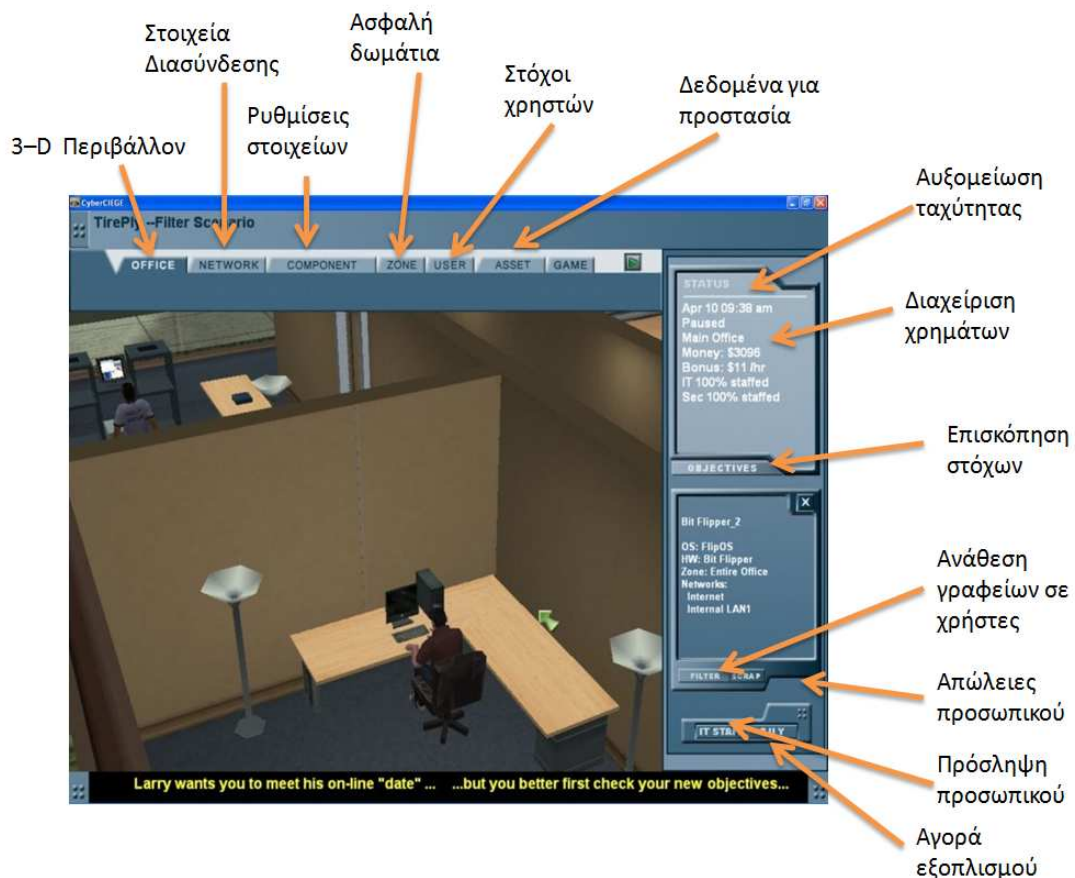 Στοιχεία
Διασύνδεσης
Ασφαλή
δωμάτια
Στόχοι
χρηστών
Δεδομένα για
προστασία
3–D Περιβάλλον
Ρυθμίσεις
στοιχείων
Αυξομείωση
ταχύτητας
Διαχείριση
χρημάτων
Επισκόπηση
στόχων
Ανάθεση
γραφείων σε
χρήστες
Απώλειες
προσωπικού
Πρόσληψη
προσωπικού
Αγορά
εξοπλισμού
CyberCIEGE
TirePly --Filter Scenerio
OFFICE NETWORK COMPONENT ZONE USER ASSET GAME
STATUS
Apr 10 09:38 am
Paused
Main Office
Money: $3096
Bonus: $11 /hr
IT 100% staffed
Sec 100% staffed
OBJECTIVES
X
Bit Flipper_2
OS: FlipOS
HW: Bit Flipper
Zone: Entire Office
Networks:
Internet
Internal LAN1
FILTER SCRAP
IT STAFF
Larry wants you to meet his on-line "date" ... ...but you better first check your new objectives...